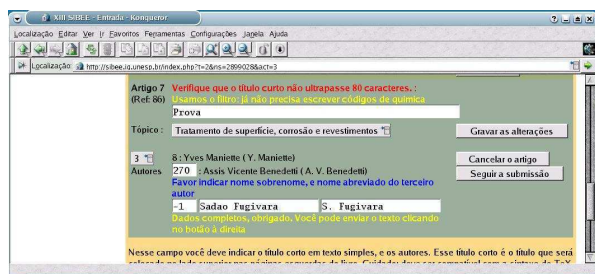 XIII SIBEE - Entrada - Konqueror
Localização Editar Ver Ir Favoritos Ferramentas Configurações Janela Ajuda
Localização: http://sibee.iq.unesp.br/index.php?t=2&ns=2899028&act=3
Artigo 7 Verifique que o título curto não ultrapasse 80 caracteres. :
(Ref: 86) Usamos o filtro: já não precisa escrever códigos de química
Prova
Tópico : Tratamento de superfície, corrosão e revestimentos Gravar as alterações
3 8 : Yves Maniette ( Y. Maniette) Cancelar o artigo
Autores 270 : Assis Vicente Benedetti ( A. V. Benedetti) Seguir a submissão
Favor indicar nome sobrenome, e nome abreviado do terceiro
autor
-1 Sadao Fugivara S. Fugivara
Dados completos, obrigado. Você pode enviar o texto clicando
no botão à direita
Nesse campo você deve indicar o título corto em texto simples, e os autores. Esse título corto é o título que será